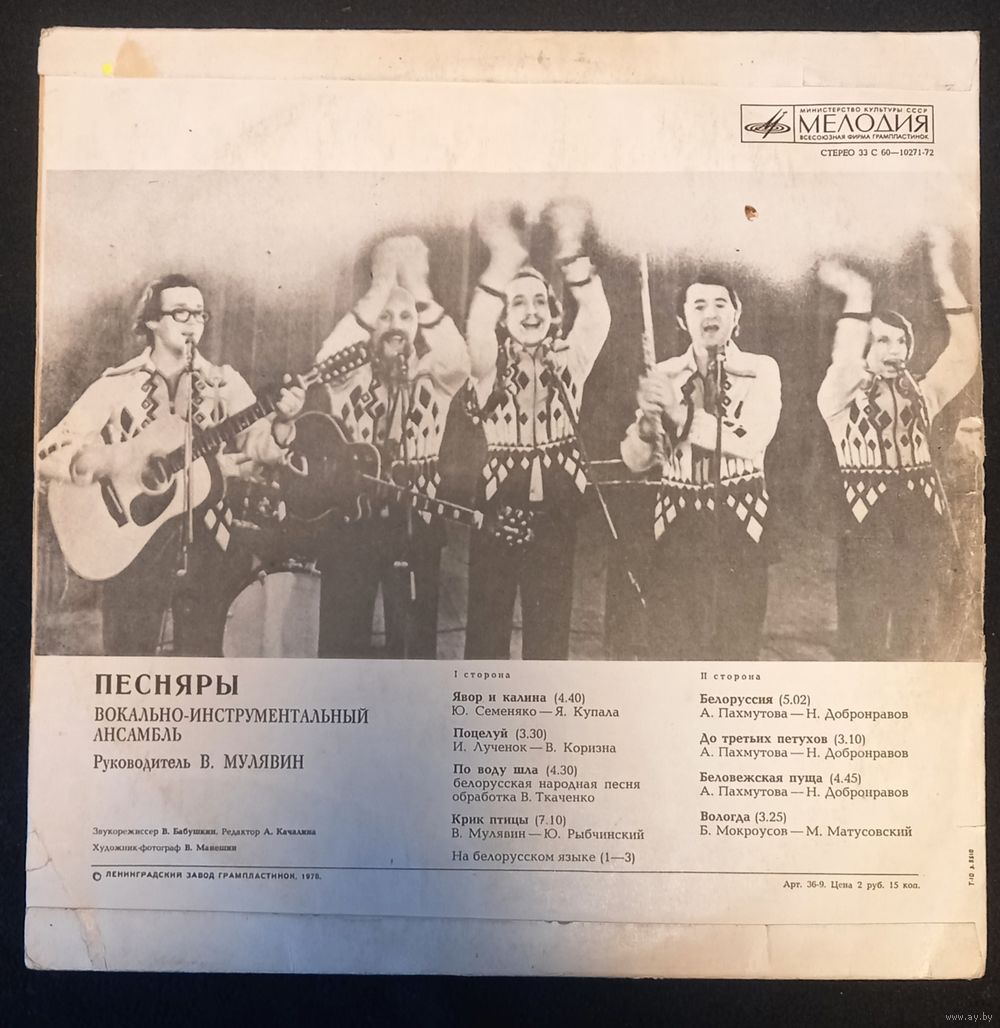 МИНИСТЕРСТВО КУЛЬТУРЫ СССР
МЕЛОДИЯ
ВСЕСОЮЗНАЯ ФИРМА ГРАМПЛАСТИНОК
СТЕРЕО 33 С 60—10271-72
ПЕСНЯРЫ
ВОКАЛЬНО-ИНСТРУМЕНТАЛЬНЫЙ
АНСАМБЛЬ
Руководитель В. МУЛЯВИН
Звукорежиссер В. Бабушкин. Редактор А. Качалина
Художник-фотограф В. Манешин
I сторона
Явор и калина (4.40)
Ю. Семеняко — Я. Купала
Поцелуй (3.30)
И. Лученок — В. Коризна
По воду шла (4.30)
белорусская народная песня
обработка В. Ткаченко
Крик птицы (7.10)
В. Мулявин — Ю. Рыбчинский
На белорусском языке (1—3)
II сторона
Белоруссия (5.02)
А. Пахмутова — Н. Добронравов
До третьих петухов (3.10)
А. Пахмутова — Н. Добронравов
Беловежская пуща (4.45)
А. Пахмутова — Н. Добронравов
Вологда (3.25)
Б. Мокроусов — М. Матусовский
© ЛЕНИНГРАДСКИЙ ЗАВОД ГРАМПЛАСТИНОК, 1978.
Арт. 36-9. Цена 2 руб. 15 коп.
www.ay.by